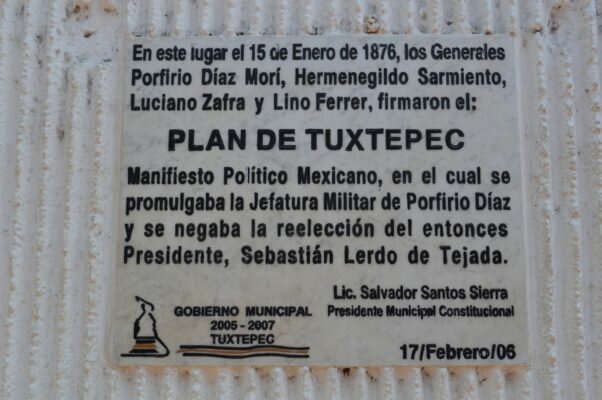 En este lugar el 15 de Enero de 1876, los Generales
Porfirio Díaz Morí, Hermenegildo Sarmiento,
Luciano Zafra y Lino Ferrer, firmaron el:
PLAN DE TUXTEPEC
Manifiesto Político Mexicano, en el cual se
promulgaba la Jefatura Militar de Porfirio Díaz
y se negaba la reelección del entonces
Presidente, Sebastián Lerdo de Tejada.
Lic. Salvador Santos Sierra
Presidente Municipal Constitucional
GOBIERNO MUNICIPAL
2005 - 2007
TUXTEPEC
17/Febrero/06